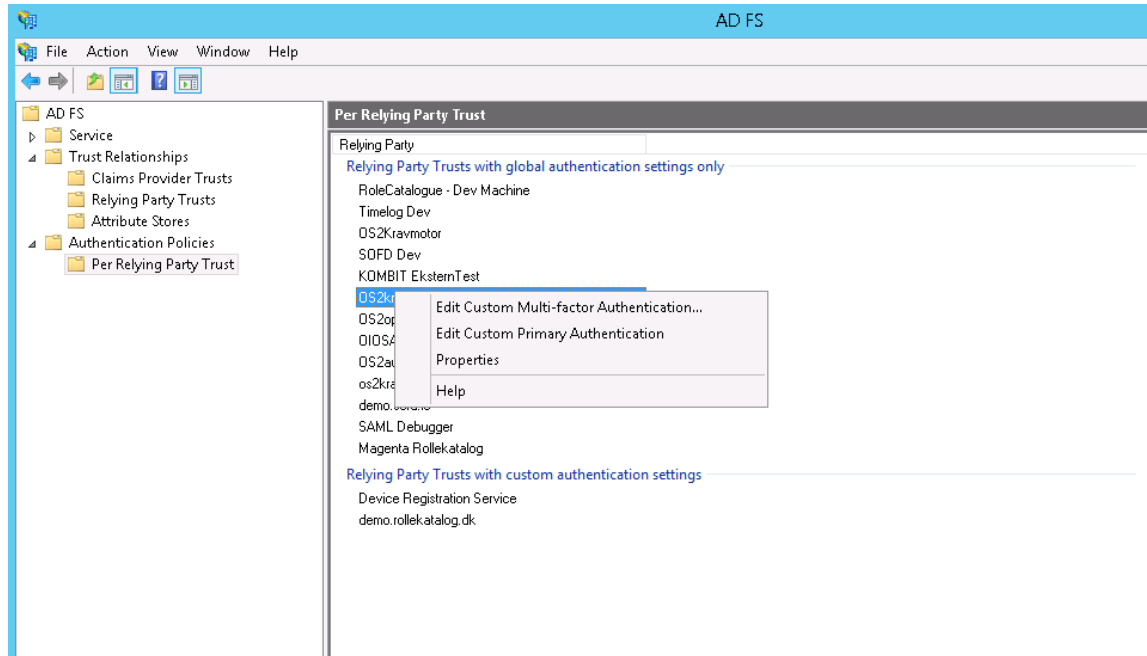 AD FS
File Action View Window Help
AD FS
Service
Trust Relationships
Claims Provider Trusts
Relying Party Trusts
Attribute Stores
Authentication Policies
Per Relying Party Trust
Per Relying Party Trust
Relying Party
Relying Party Trusts with global authentication settings only
RoleCatalogue - Dev Machine
Timelog Dev
OS2Kravmotor
SOFD Dev
KOMBIT EksternTest
Edit Custom Multi-factor Authentication...
Edit Custom Primary Authentication
Properties
Help
SAML Debugger
Magenta Rollekatalog
Relying Party Trusts with custom authentication settings
Device Registration Service
demo.rollekatalog.dk